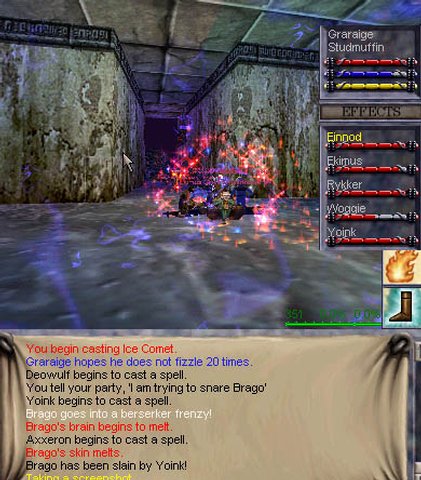 Graraige
Studmuffin
EFFECTS
Einnod
Ekimus
Rykker
Woggie
Yoink
351
0.0%
You begin casting Ice Comet.
Graraige hopes he does not fizzle 20 times.
Deowulf begins to cast a spell.
You tell your party, 'I am trying to snare Brago'
Yoink begins to cast a spell.
Brago goes into a berserker frenzy!
Brago's brain begins to melt.
Axxeron begins to cast a spell.
Brago's skin melts.
Brago has been slain by Yoink!
Taking a screenshot